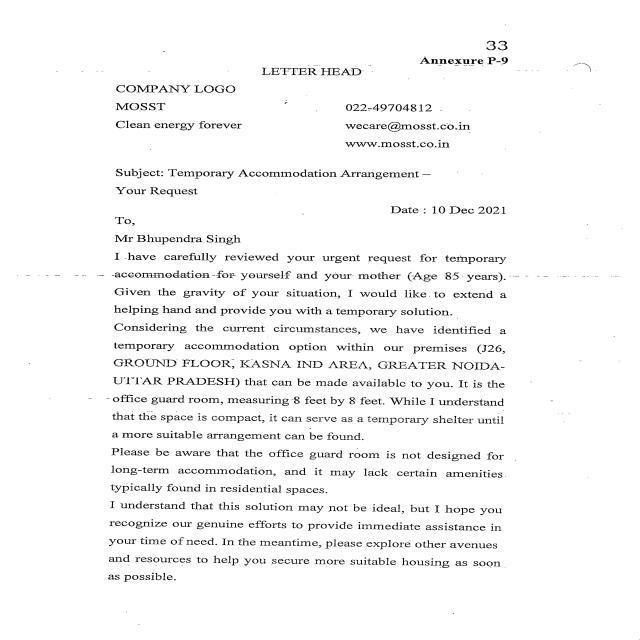 33
Annexure P-9
LETTER HEAD
COMPANY LOGO
MOSST 022-49704812
Clean energy forever wecare@mosst.co.in
www.mosst.co.in
Subject: Temporary Accommodation Arrangement –
Your Request
Date : 10 Dec 2021
To,
Mr Bhupendra Singh
I have carefully reviewed your urgent request for temporary
accommodation for yourself and your mother (Age 85 years).
Given the gravity of your situation, I would like to extend a
helping hand and provide you with a temporary solution.
Considering the current circumstances, we have identified a
temporary accommodation option within our premises (J26,
GROUND FLOOR, KASNA IND AREA, GREATER NOIDA-
UTTAR PRADESH) that can be made available to you. It is the
office guard room, measuring 8 feet by 8 feet. While I understand
that the space is compact, it can serve as a temporary shelter until
a more suitable arrangement can be found.
Please be aware that the office guard room is not designed for
long-term accommodation, and it may lack certain amenities
typically found in residential spaces.
I understand that this solution may not be ideal, but I hope you
recognize our genuine efforts to provide immediate assistance in
your time of need. In the meantime, please explore other avenues
and resources to help you secure more suitable housing as soon
as possible.